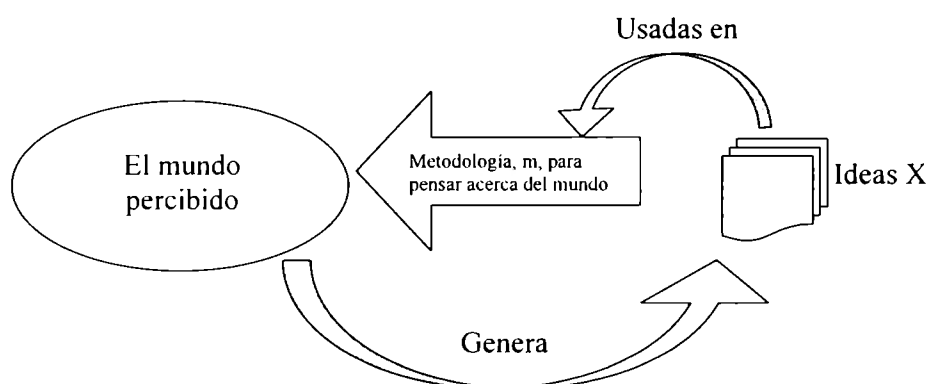 Usadas en
El mundo
percibido
Metodología, m, para
pensar acerca del mundo
Ideas X
Genera